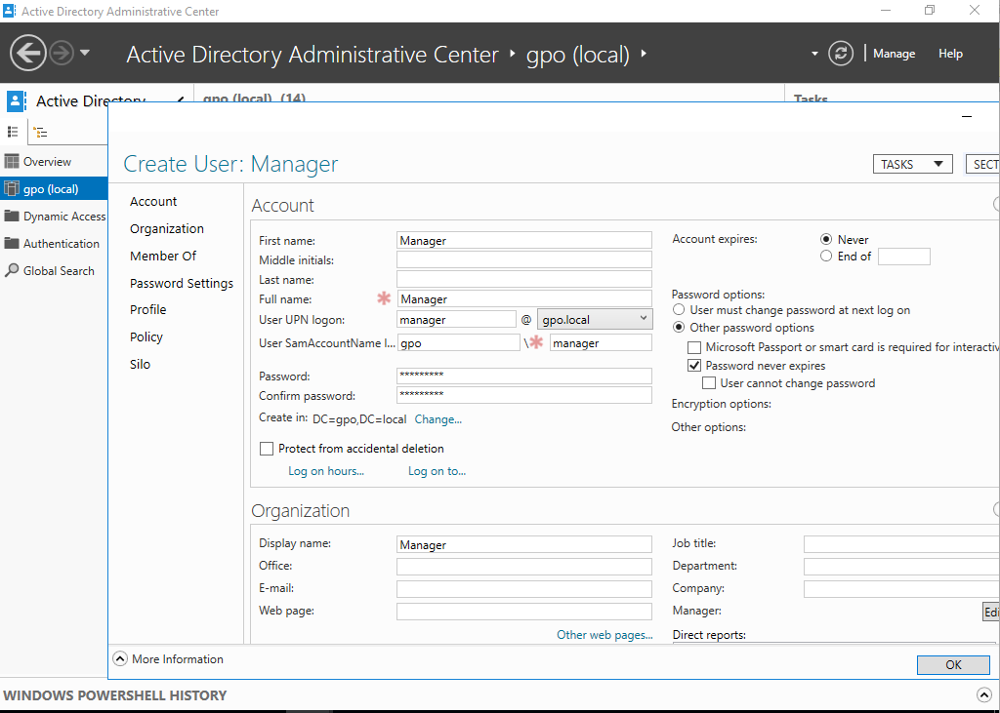 Active Directory Administrative Center
Active Directory Administrative Center gpo (local) Manage Help
Active Directory gpo (local) (14) Tasks
Create User: Manager TASKS SECT
Overview
gpo (local)
Dynamic Access
Authentication
Global Search
Account
Organization
Member Of
Password Settings
Profile
Policy
Silo
Account
First name: Manager
Middle initials:
Last name:
Full name: * Manager
User UPN logon: manager @ gpo.local
User SamAccountName l... gpo \ * manager
Password: *********
Confirm password: *********
Create in: DC=gpo,DC=local Change...
Protect from accidental deletion
Log on hours... Log on to...
Account expires: Never
End of
Password options:
User must change password at next log on
Other password options
Microsoft Passport or smart card is required for interactiv
Password never expires
User cannot change password
Encryption options:
Other options:
Organization
Display name: Manager
Office:
E-mail:
Web page:
Other web pages...
Job title:
Department:
Company:
Manager: Edi
Direct reports:
More Information OK
WINDOWS POWERSHELL HISTORY